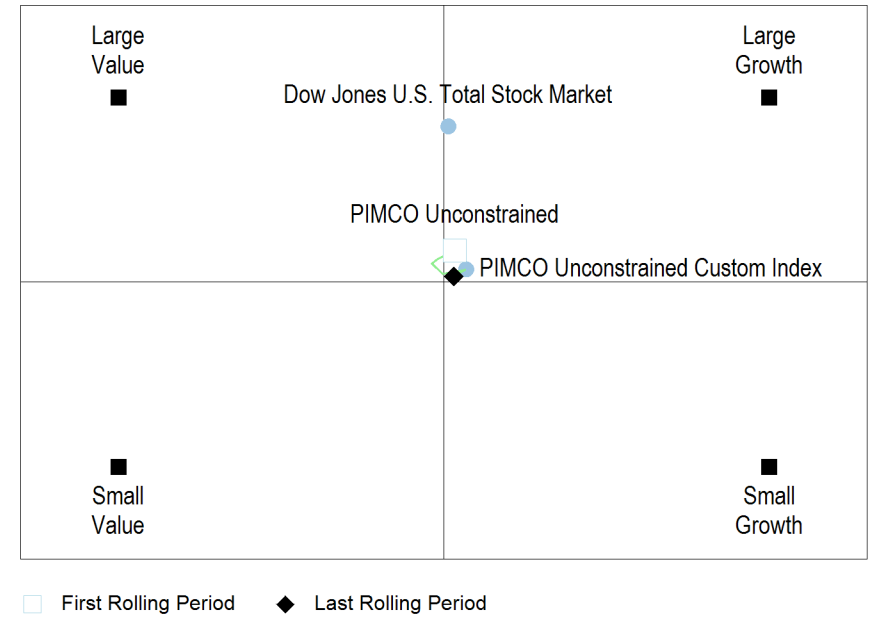 Large
Value
Large
Growth
Dow Jones U.S. Total Stock Market
PIMCO Unconstrained
PIMCO Unconstrained Custom Index
Small
Value
Small
Growth
First Rolling Period
Last Rolling Period